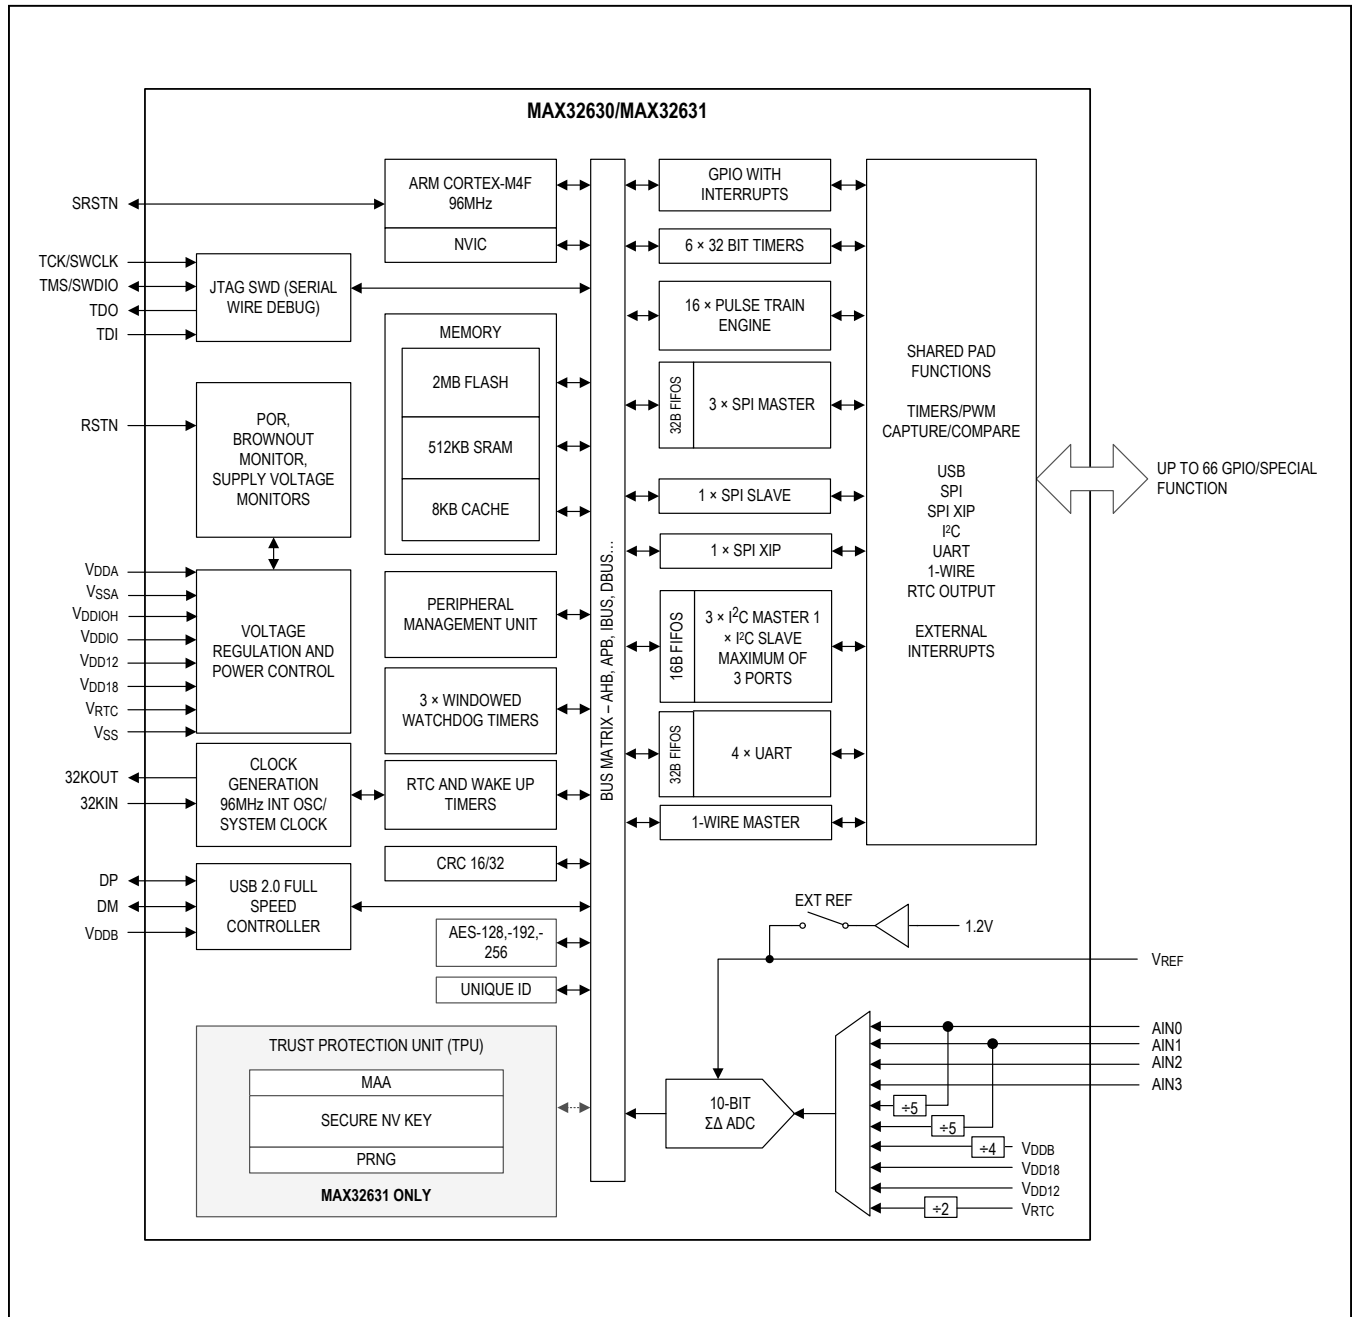 MAX32630/MAX32631
SRSTN
TCK/SWCLK
TMS/SWDIO
TDO
TDI
RSTN
VDDA
VSSA
VDDIOH
VDDIO
VDD12
VDD18
VRTC
VSS
32KOUT
32KIN
DP
DM
VDDB
JTAG SWD (SERIAL
WIRE DEBUG)
POR,
BROWNOUT
MONITOR,
SUPPLY VOLTAGE
MONITORS
VOLTAGE
REGULATION AND
POWER CONTROL
CLOCK
GENERATION
96MHz INT OSC/
SYSTEM CLOCK
USB 2.0 FULL
SPEED
CONTROLLER
ARM CORTEX-M4F
96MHz
NVIC
MEMORY
2MB FLASH
512KB SRAM
8KB CACHE
PERIPHERAL
MANAGEMENT UNIT
3 × WINDOWED
WATCHDOG TIMERS
RTC AND WAKE UP
TIMERS
CRC 16/32
AES-128,-192,-
256
UNIQUE ID
TRUST PROTECTION UNIT (TPU)
MAA
SECURE NV KEY
PRNG
MAX32631 ONLY
BUS MATRIX – AHB, APB, IBUS, DBUS…
GPIO WITH
INTERRUPTS
6 × 32 BIT TIMERS
16 × PULSE TRAIN
ENGINE
32B FIFOS
3 × SPI MASTER
1 × SPI SLAVE
1 × SPI XIP
16B FIFOS
3 × I²C MASTER 1
× I²C SLAVE
MAXIMUM OF
3 PORTS
32B FIFOS
4 × UART
1-WIRE MASTER
SHARED PAD
FUNCTIONS
TIMERS/PWM
CAPTURE/COMPARE
USB
SPI
SPI XIP
I²C
UART
1-WIRE
RTC OUTPUT
EXTERNAL
INTERRUPTS
UP TO 66 GPIO/SPECIAL
FUNCTION
EXT REF
1.2V
VREF
10-BIT
ΣΔ ADC
AIN0
AIN1
AIN2
AIN3
÷5
÷5
÷4
VDDB
VDD18
VDD12
÷2
VRTC